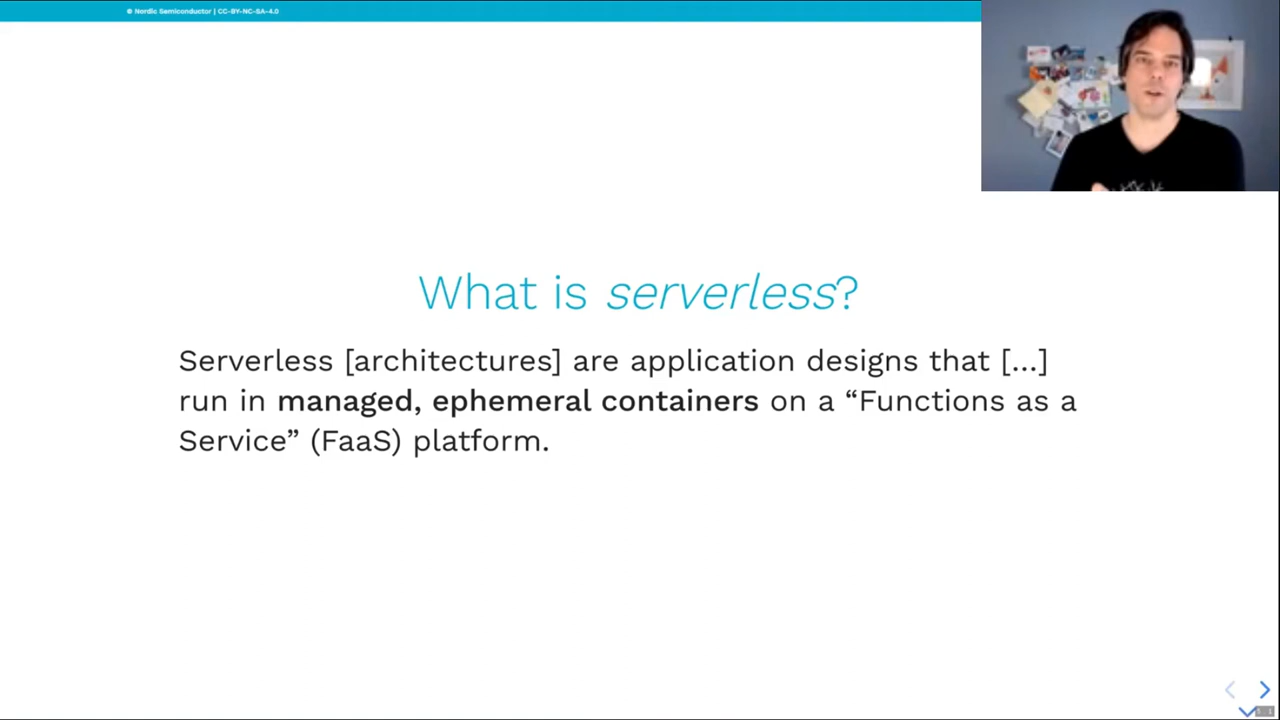 © Nordic Semiconductor | CC-BY-NC-SA-4.0
What is serverless?
Serverless [architectures] are application designs that [...]
run in managed, ephemeral containers on a “Functions as a
Service” (FaaS) platform.